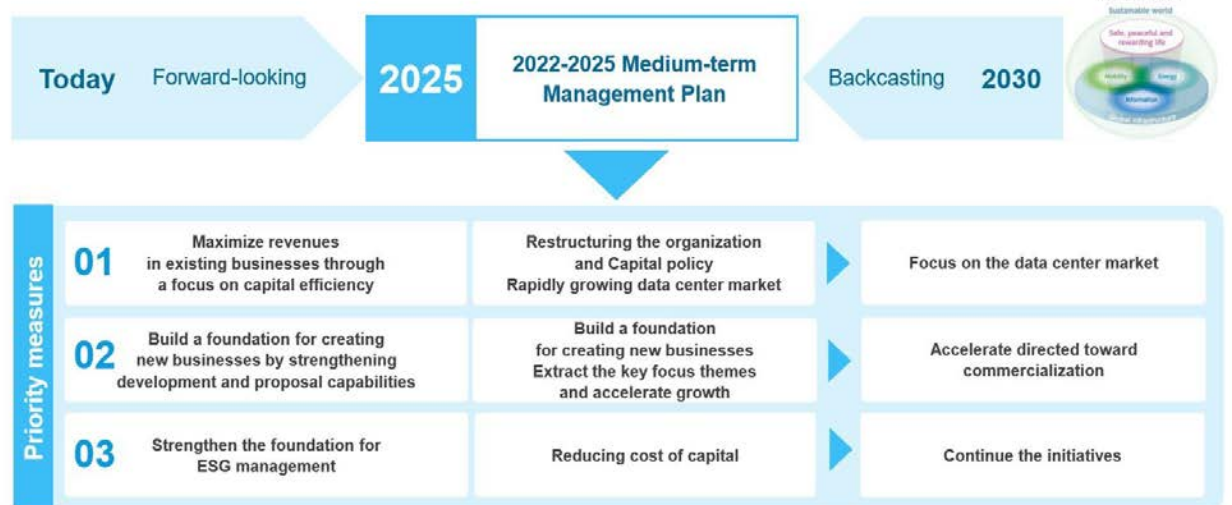 Sustainable world
Safe, peaceful and
rewarding life
Mobility
Energy
Information
Global infrastructure
Today
Forward-looking
2025
2022-2025 Medium-term
Management Plan
Backcasting
2030
Priority measures
01
Maximize revenues
in existing businesses through
a focus on capital efficiency
Restructuring the organization
and Capital policy
Rapidly growing data center market
Focus on the data center market
02
Build a foundation for creating
new businesses by strengthening
development and proposal capabilities
Build a foundation
for creating new businesses
Extract the key focus themes
and accelerate growth
Accelerate directed toward
commercialization
03
Strengthen the foundation for
ESG management
Reducing cost of capital
Continue the initiatives